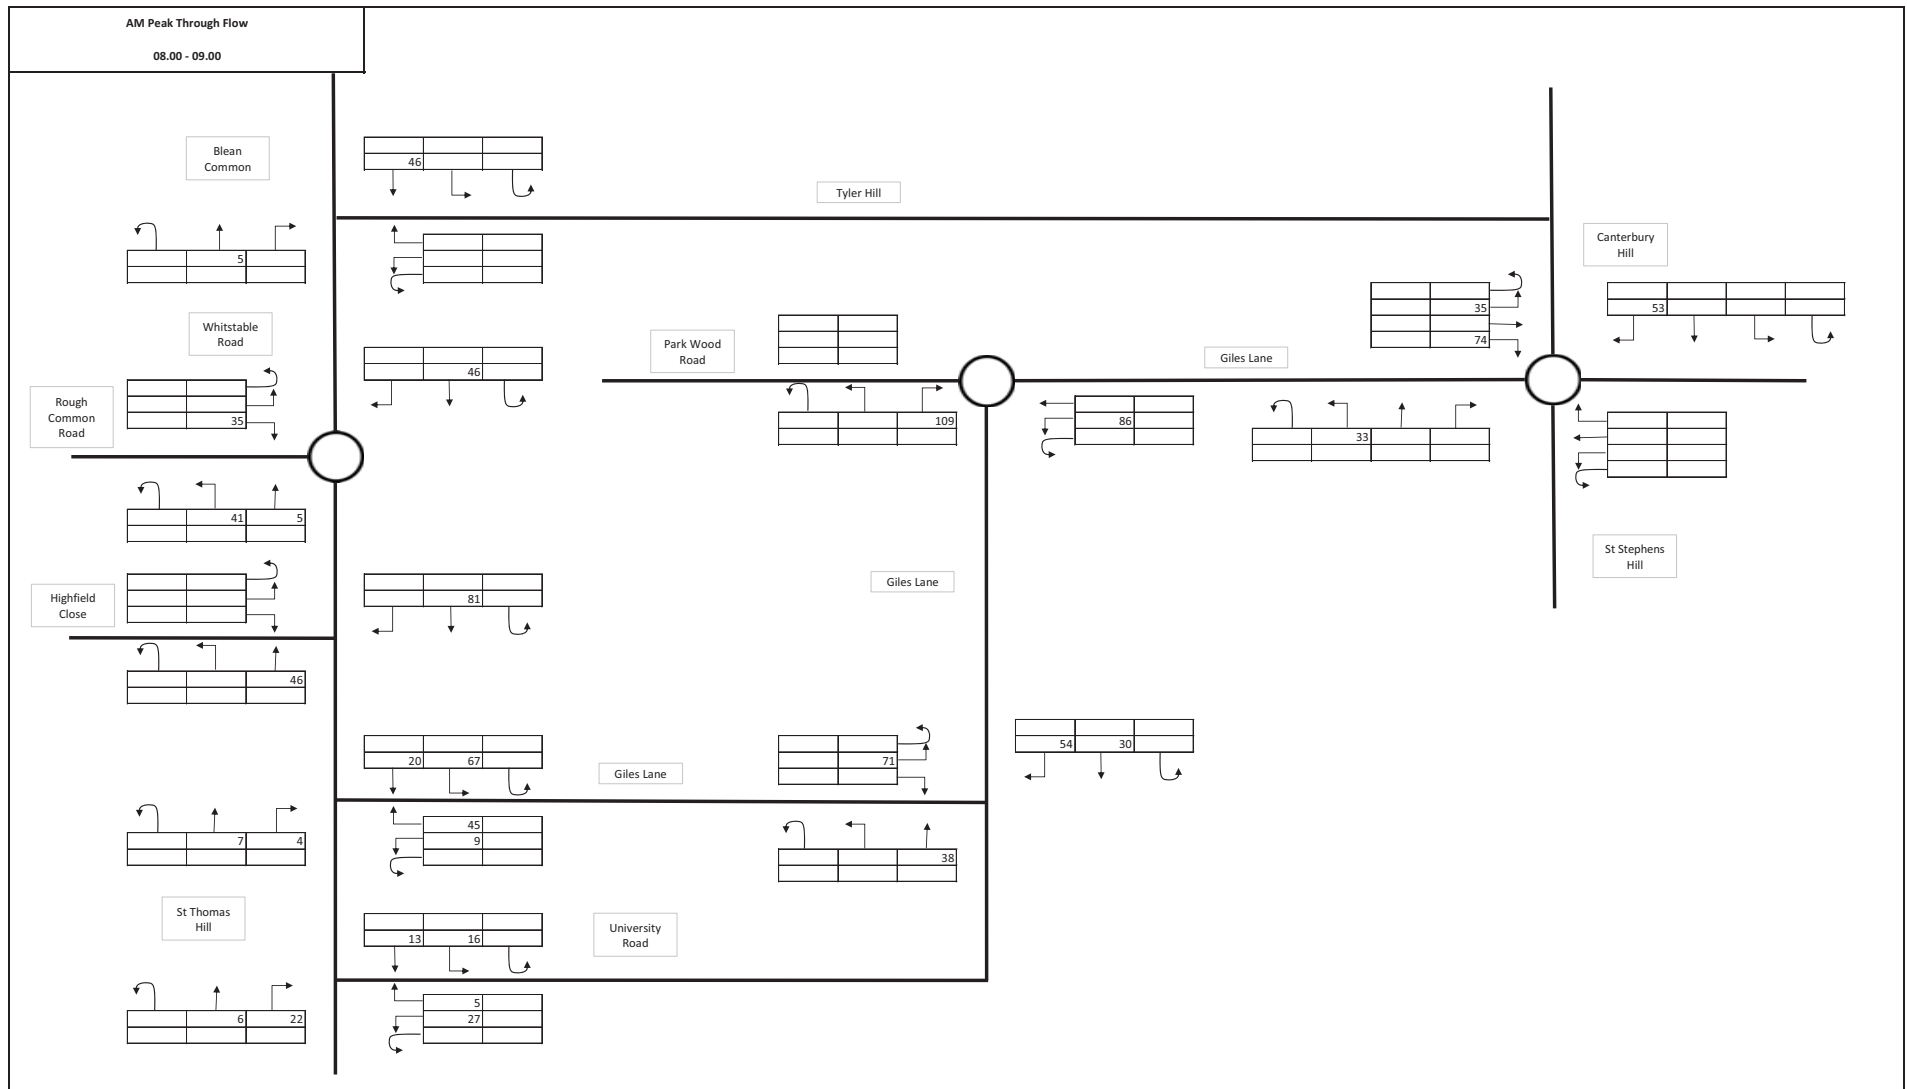 AM Peak Through Flow
08.00 - 09.00
Blean
Common
46
Tyler Hill
5
Canterbury
Hill
Whitstable
Road
35
53
74
Park Wood
Road
Giles Lane
46
Rough
Common
Road
35
109
86
33
41 5
St Stephens
Hill
Highfield
Close
81
Giles Lane
46
54 30
20 67
Giles Lane
71
7 4
45
9
38
St Thomas
Hill
13 16
University
Road
6 22
5
27